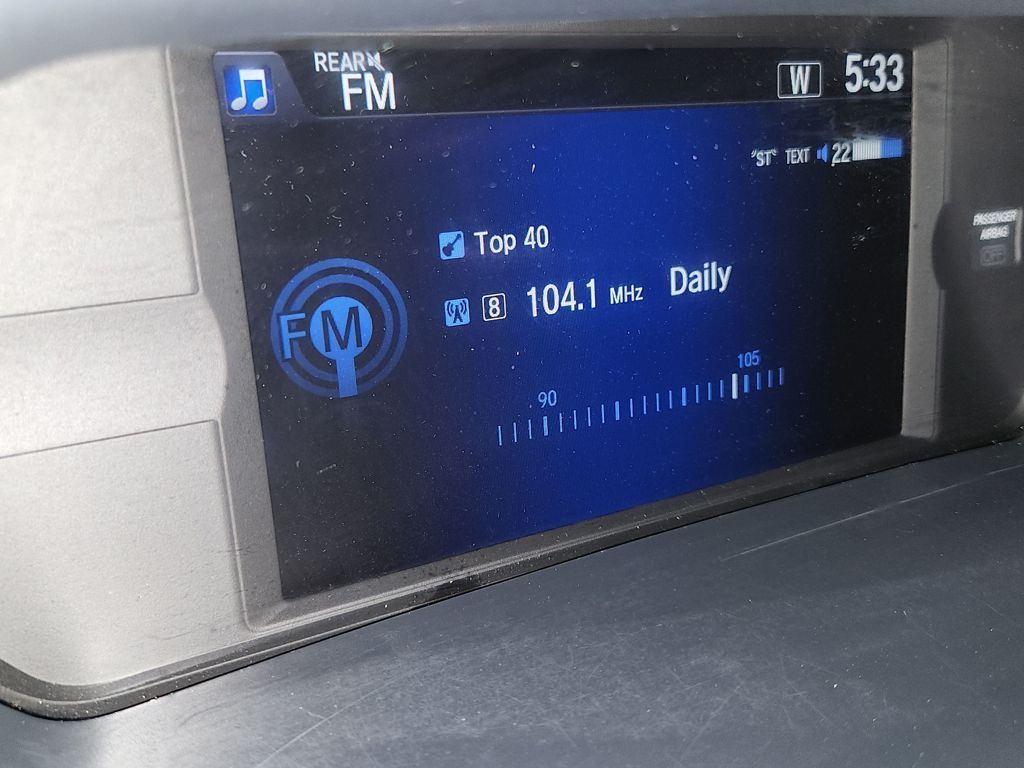 REAR
FM
W
5:33
"ST" TEXT 22
Top 40
8 104.1 MHz Daily
FM
90
105
PASSENGER
AIRBAG
OFF